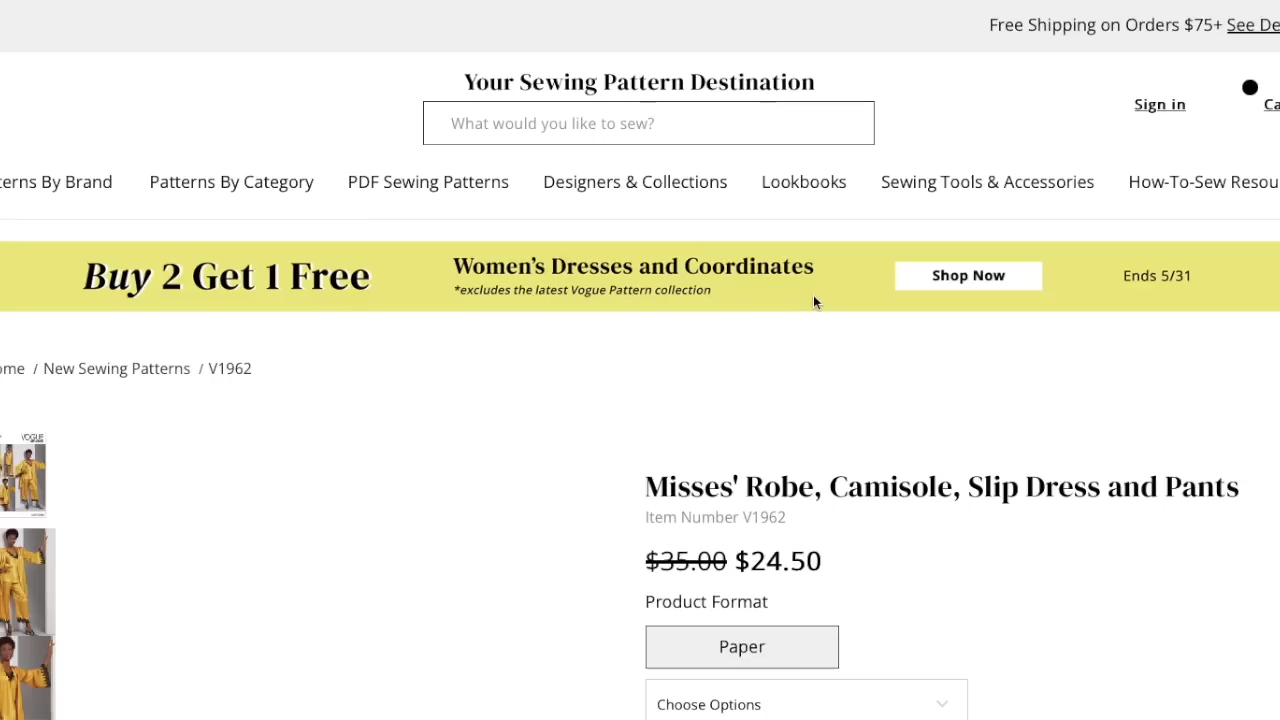 Free Shipping on Orders $75+ See De
Your Sewing Pattern Destination
What would you like to sew?
Sign in
Ca
terns By Brand Patterns By Category PDF Sewing Patterns Designers & Collections Lookbooks Sewing Tools & Accessories How-To-Sew Resou
Buy 2 Get 1 Free
Women's Dresses and Coordinates
*excludes the latest Vogue Pattern collection
Shop Now
Ends 5/31
ome / New Sewing Patterns / V1962
VOGUE
Misses' Robe, Camisole, Slip Dress and Pants
Item Number V1962
$35.00 $24.50
Product Format
Paper
Choose Options